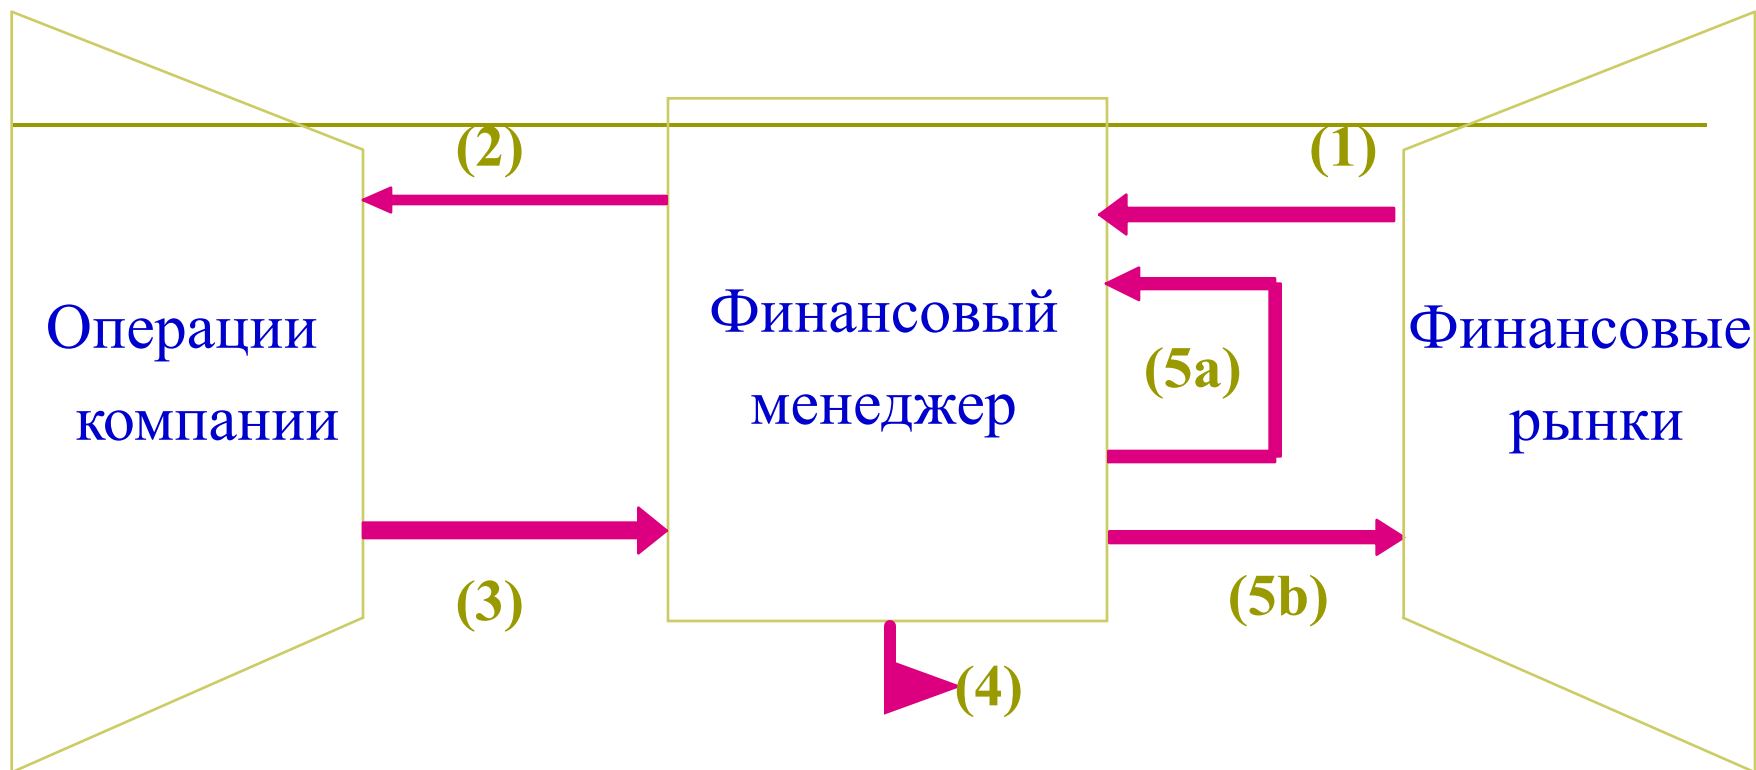 (2)
(1)
Операции
компании
Финансовый
менеджер
(5a)
Финансовые
рынки
(3)
(5b)
(4)